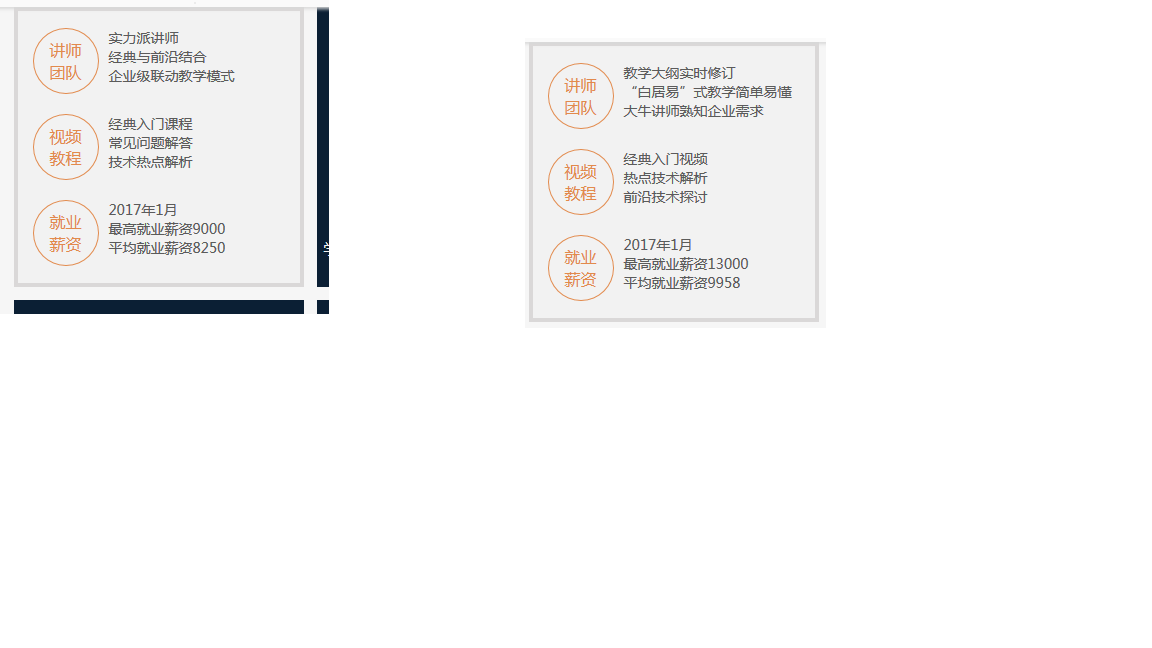 讲师
团队
实力派讲师
经典与前沿结合
企业级联动教学模式
视频
教程
经典入门课程
常见问题解答
技术热点解析
就业
薪资
2017年1月
最高就业薪资9000
平均就业薪资8250
讲师
团队
教学大纲实时修订
“白居易”式教学简单易懂
大牛讲师熟知企业需求
视频
教程
经典入门视频
热点技术解析
前沿技术探讨
就业
薪资
2017年1月
最高就业薪资13000
平均就业薪资9958